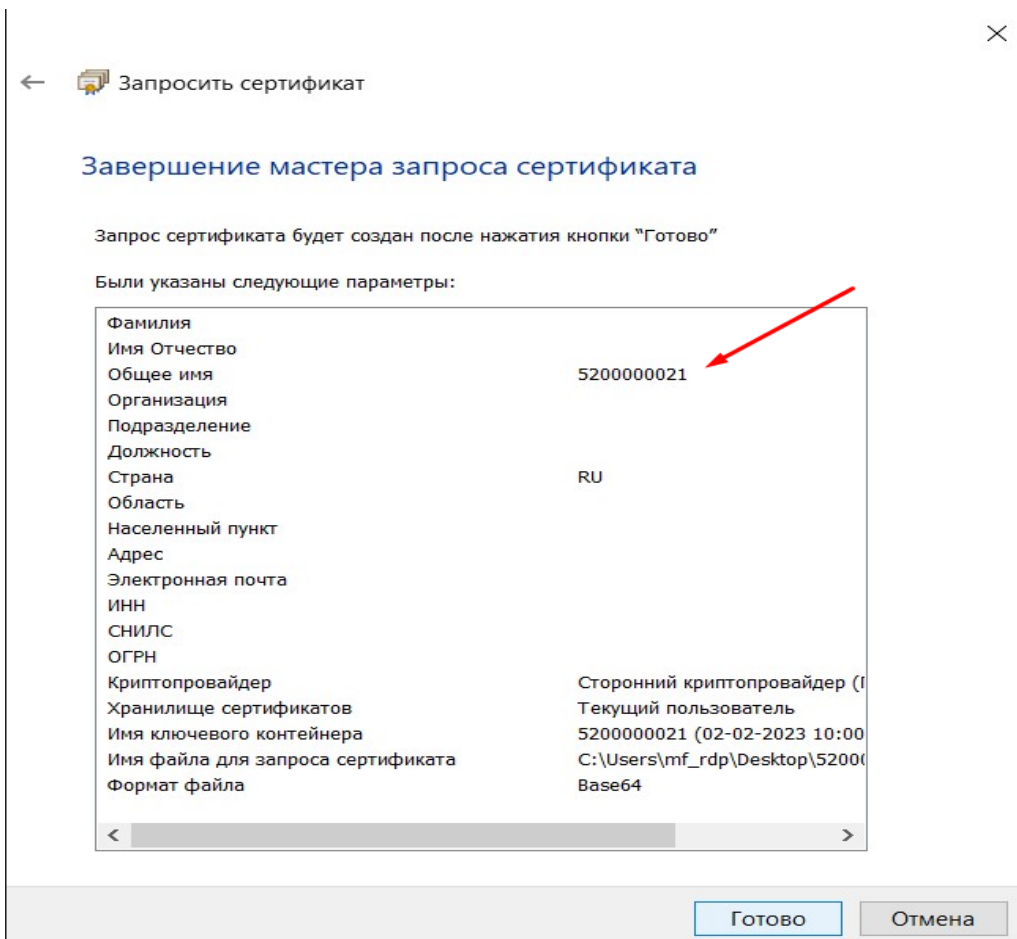 Запросить сертификат
Завершение мастера запроса сертификата
Запрос сертификата будет создан после нажатия кнопки “Готово”
Были указаны следующие параметры:
Фамилия
Имя Отчество
Общее имя 5200000021
Организация
Подразделение
Должность
Страна RU
Область
Населенный пункт
Адрес
Электронная почта
ИНН
СНИЛС
ОГРН
Криптопровайдер Сторонний криптопровайдер (
Хранилище сертификатов Текущий пользователь
Имя ключевого контейнера 5200000021 (02-02-2023 10:00
Имя файла для запроса сертификата C:\Users\mf_rdp\Desktop\5200
Формат файла Base64
Готово Отмена